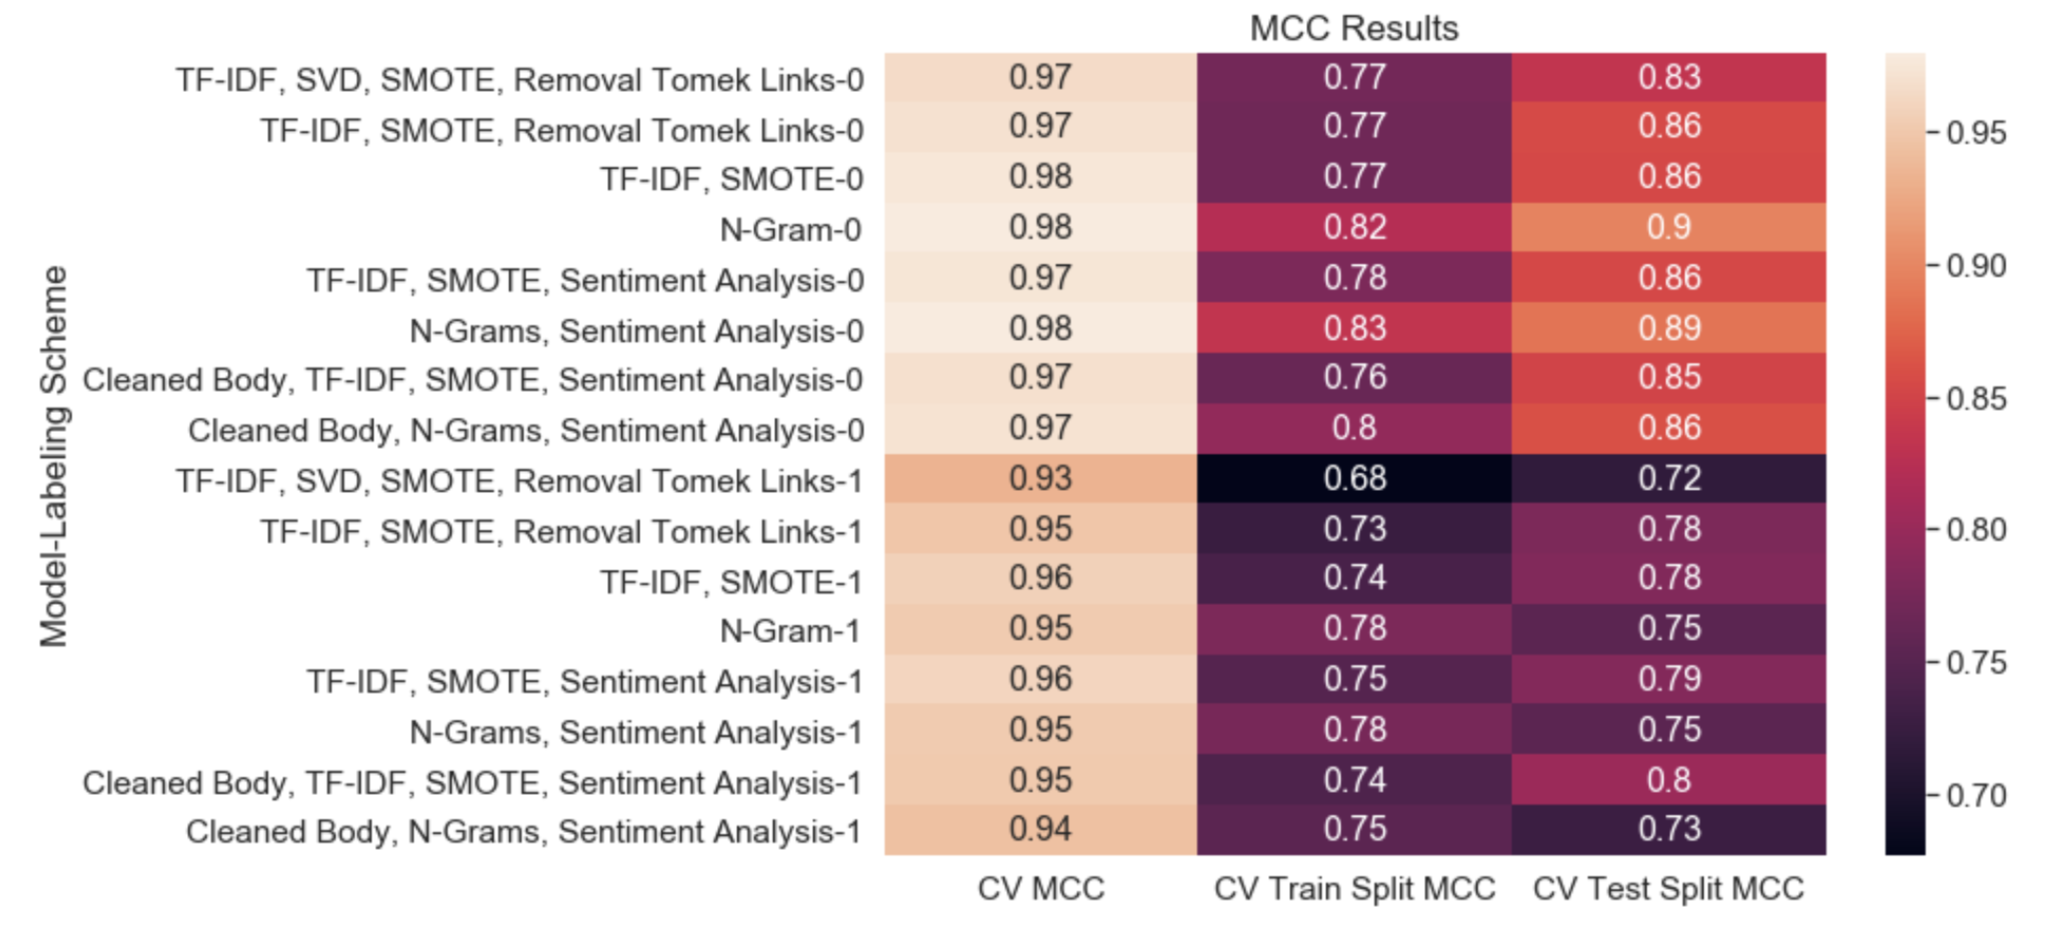 MCC Results
TF-IDF, SVD, SMOTE, Removal Tomek Links-0 0.97 0.77 0.83
TF-IDF, SMOTE, Removal Tomek Links-0 0.97 0.77 0.86
TF-IDF, SMOTE-0 0.98 0.77 0.86
N-Gram-0 0.98 0.82 0.9
TF-IDF, SMOTE, Sentiment Analysis-0 0.97 0.78 0.86
N-Grams, Sentiment Analysis-0 0.98 0.83 0.89
Cleaned Body, TF-IDF, SMOTE, Sentiment Analysis-0 0.97 0.76 0.85
Cleaned Body, N-Grams, Sentiment Analysis-0 0.97 0.8 0.86
TF-IDF, SVD, SMOTE, Removal Tomek Links-1 0.93 0.68 0.72
TF-IDF, SMOTE, Removal Tomek Links-1 0.95 0.73 0.78
TF-IDF, SMOTE-1 0.96 0.74 0.78
N-Gram-1 0.95 0.78 0.75
TF-IDF, SMOTE, Sentiment Analysis-1 0.96 0.75 0.79
N-Grams, Sentiment Analysis-1 0.95 0.78 0.75
Cleaned Body, TF-IDF, SMOTE, Sentiment Analysis-1 0.95 0.74 0.8
Cleaned Body, N-Grams, Sentiment Analysis-1 0.94 0.75 0.73
CV MCC CV Train Split MCC CV Test Split MCC
Model-Labeling Scheme
0.95
0.90
0.85
0.80
0.75
0.70